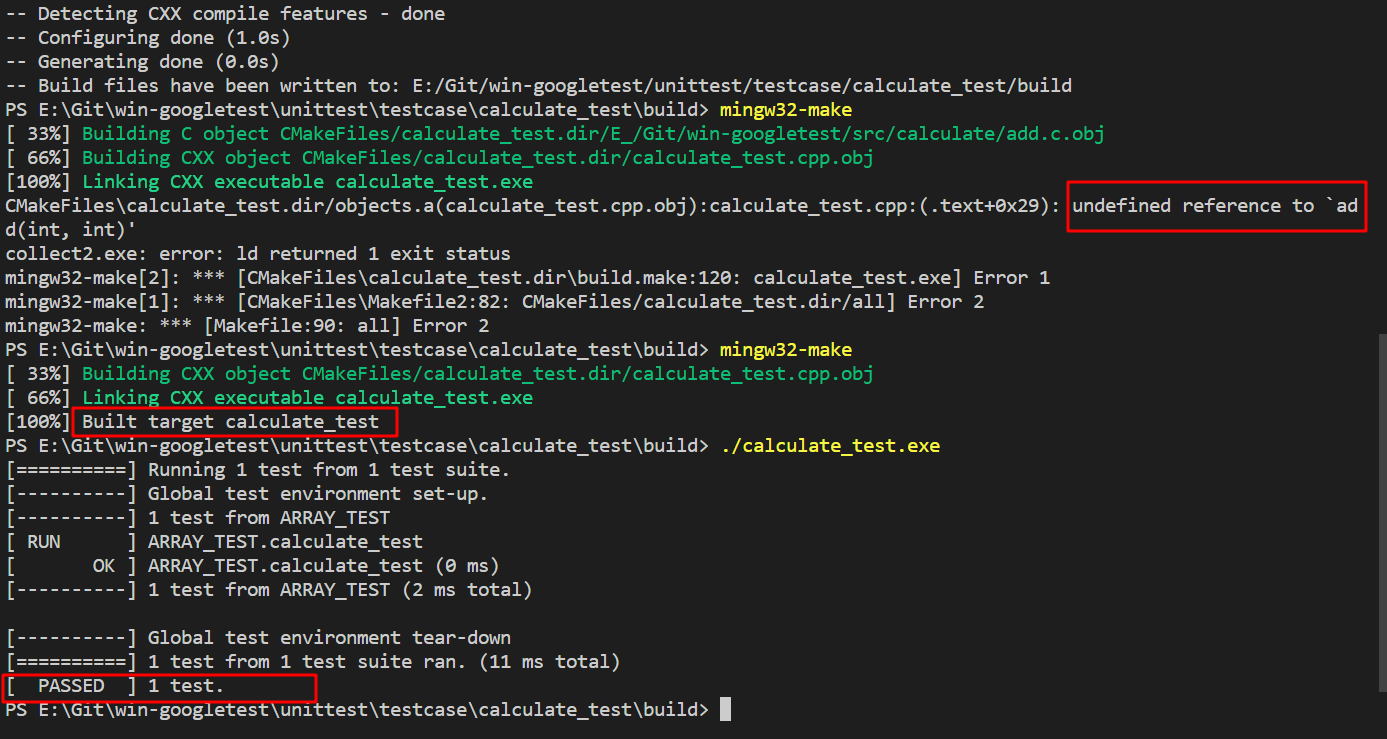 -- Detecting CXX compile features - done
-- Configuring done (1.0s)
-- Generating done (0.0s)
-- Build files have been written to: E:/Git/win-googletest/unittest/testcase/calculate_test/build
PS E:\Git\win-googletest\unittest\testcase\calculate_test\build> mingw32-make
[ 33%] Building C object CMakeFiles/calculate_test.dir/E_/Git/win-googletest/src/calculate/add.c.obj
[ 66%] Building CXX object CMakeFiles/calculate_test.dir/calculate_test.cpp.obj
[100%] Linking CXX executable calculate_test.exe
CMakeFiles\calculate_test.dir/objects.a(calculate_test.cpp.obj):calculate_test.cpp:(.text+0x29): undefined reference to `ad
d(int, int)'
collect2.exe: error: ld returned 1 exit status
mingw32-make[2]: *** [CMakeFiles\calculate_test.dir\build.make:120: calculate_test.exe] Error 1
mingw32-make[1]: *** [CMakeFiles\Makefile2:82: CMakeFiles/calculate_test.dir/all] Error 2
mingw32-make: *** [Makefile:90: all] Error 2
PS E:\Git\win-googletest\unittest\testcase\calculate_test\build> mingw32-make
[ 33%] Building CXX object CMakeFiles/calculate_test.dir/calculate_test.cpp.obj
[ 66%] Linking CXX executable calculate_test.exe
[100%] Built target calculate_test
PS E:\Git\win-googletest\unittest\testcase\calculate_test\build> ./calculate_test.exe
[==========] Running 1 test from 1 test suite.
[----------] Global test environment set-up.
[----------] 1 test from ARRAY_TEST
[ RUN      ] ARRAY_TEST.calculate_test
[       OK ] ARRAY_TEST.calculate_test (0 ms)
[----------] 1 test from ARRAY_TEST (2 ms total)
[----------] Global test environment tear-down
[==========] 1 test from 1 test suite ran. (11 ms total)
[  PASSED  ] 1 test.
PS E:\Git\win-googletest\unittest\testcase\calculate_test\build>